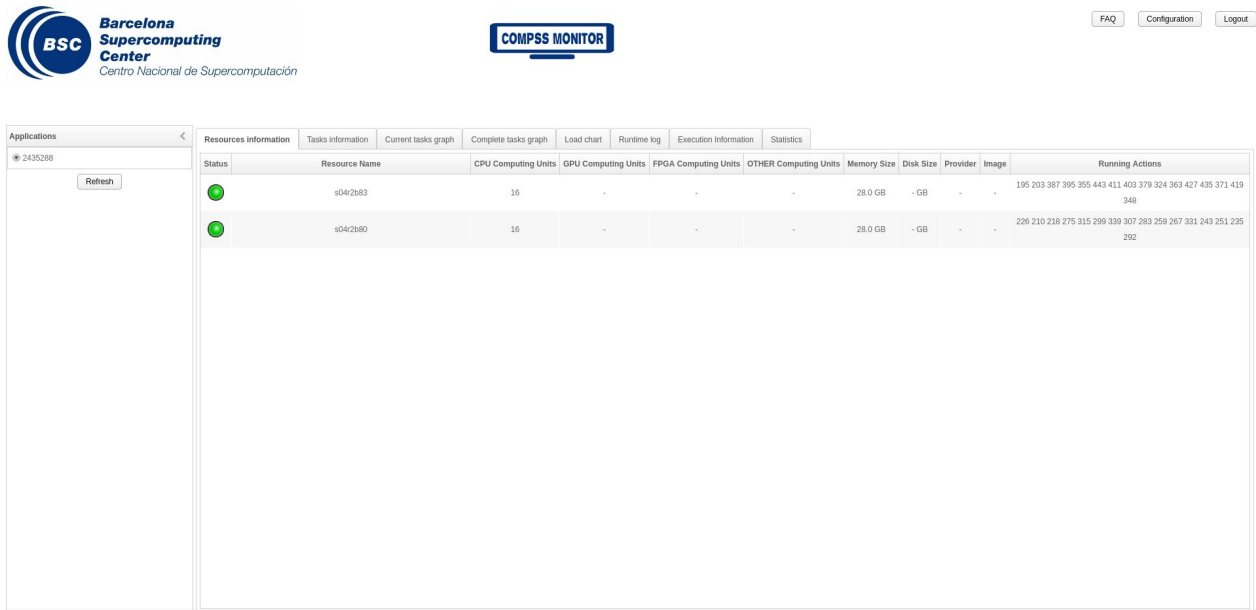 BSC
Barcelona
Supercomputing
Center
Centro Nacional de Supercomputación
COMPSS MONITOR
FAQ Configuration Logout
Applications
2435288
Refresh
Resources information Tasks information Current tasks graph Complete tasks graph Load chart Runtime log Execution Information Statistics
Status Resource Name CPU Computing Units GPU Computing Units FPGA Computing Units OTHER Computing Units Memory Size Disk Size Provider Image Running Actions
s04r2b83 16 - - - 28.0 GB - GB - - 195 203 387 395 355 443 411 403 379 324 363 427 435 371 419
348
s04r2b80 16 - - - 28.0 GB - GB - - 226 210 218 275 315 299 339 307 283 259 267 331 243 251 235
292